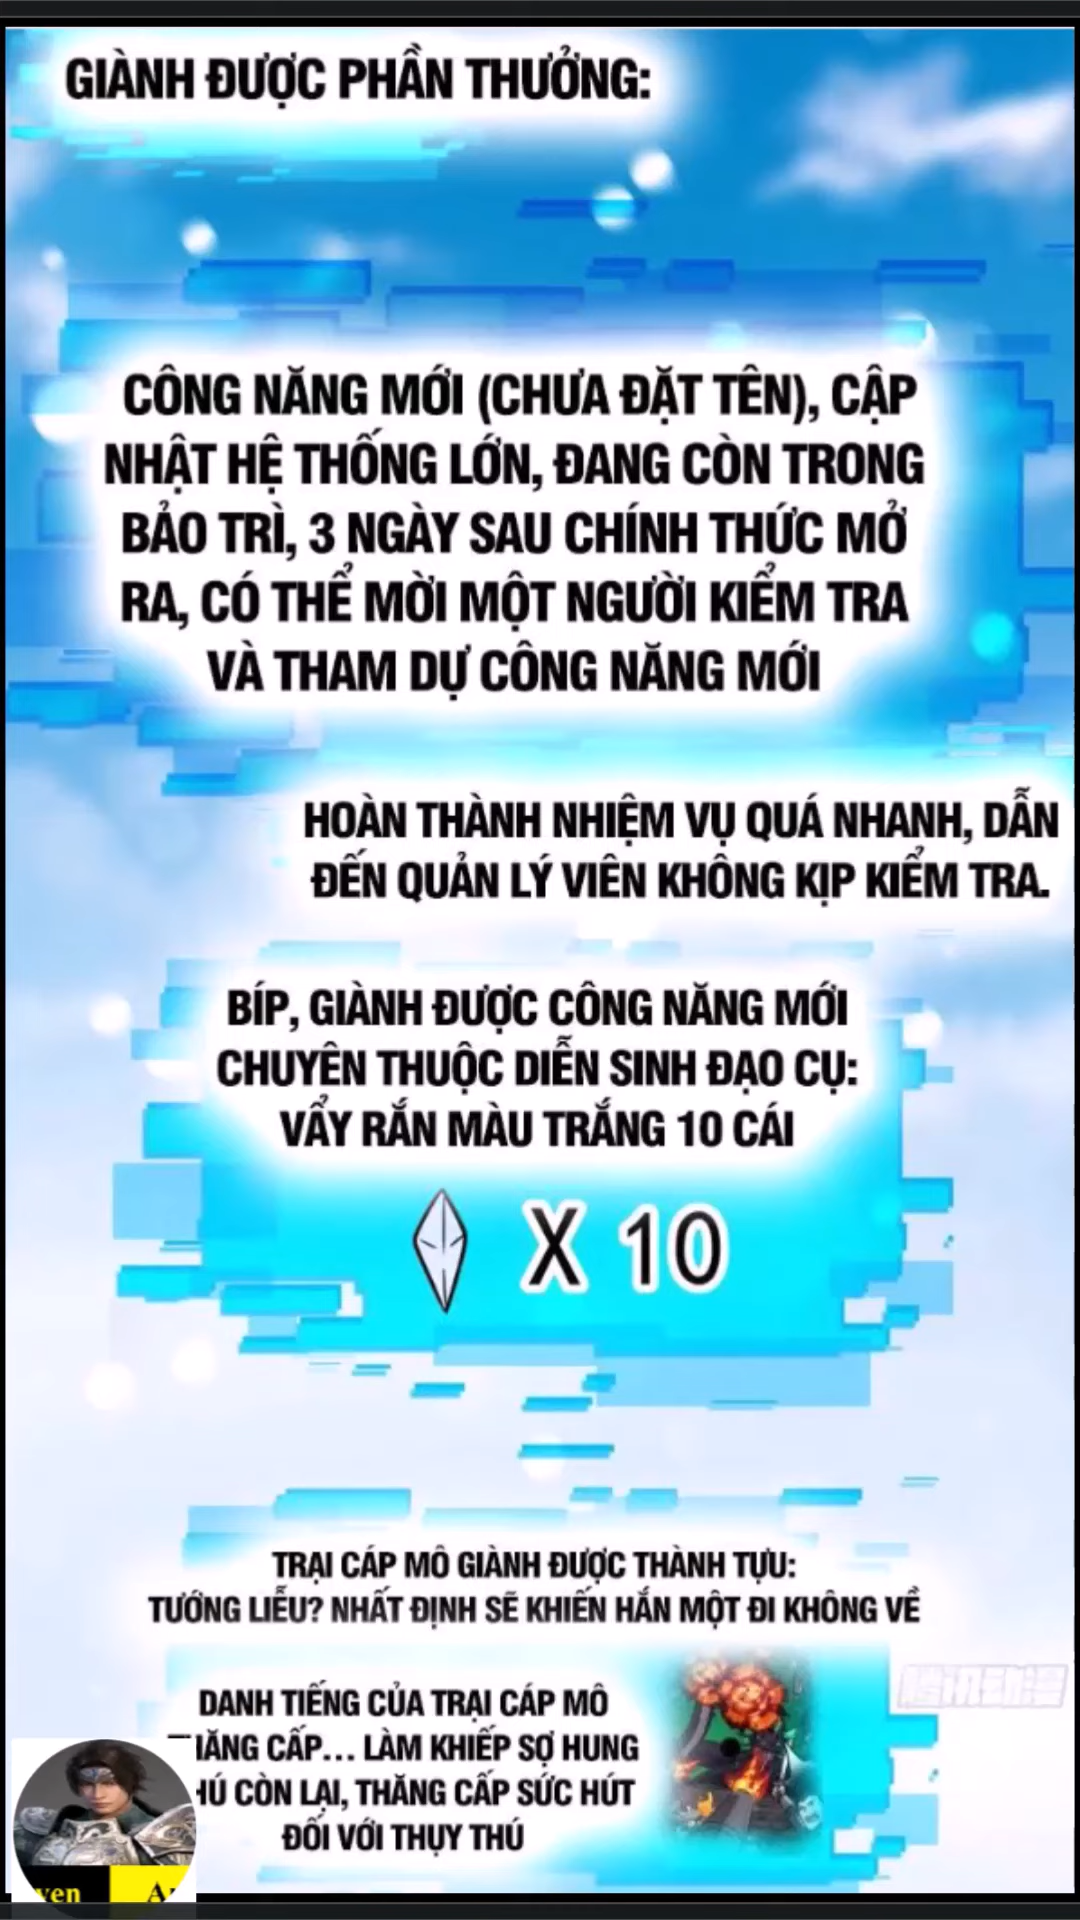 GIÀNH ĐƯỢC PHẦN THƯỞNG:
CÔNG NĂNG MỚI (CHƯA ĐẶT TÊN), CẬP
NHẬT HỆ THỐNG LỚN, ĐANG CÒN TRONG
BẢO TRÌ, 3 NGÀY SAU CHÍNH THỨC MỞ
RA, CÓ THỂ MỜI MỘT NGƯỜI KIỂM TRA
VÀ THAM DỰ CÔNG NĂNG MỚI
HOÀN THÀNH NHIỆM VỤ QUÁ NHANH, DẪN
ĐẾN QUẢN LÝ VIÊN KHÔNG KỊP KIỂM TRA.
BÍP, GIÀNH ĐƯỢC CÔNG NĂNG MỚI
CHUYÊN THUỘC DIỄN SINH ĐẠO CỤ:
VẨY RẮN MÀU TRẮNG 10 CÁI
X 10
TRẠI CÁP MÔ GIÀNH ĐƯỢC THÀNH TỰU:
TƯỚNG LIỄU? NHẤT ĐỊNH SẼ KHIẾN HẮN MỘT ĐI KHÔNG VỀ
腾讯动漫
DANH TIẾNG CỦA TRẠI CÁP MÔ
HĂNG CẤP... LÀM KHIẾP SỢ HUNG
HÚ CÒN LẠI, THĂNG CẤP SỨC HÚT
ĐỐI VỚI THỤY THÚ
yen